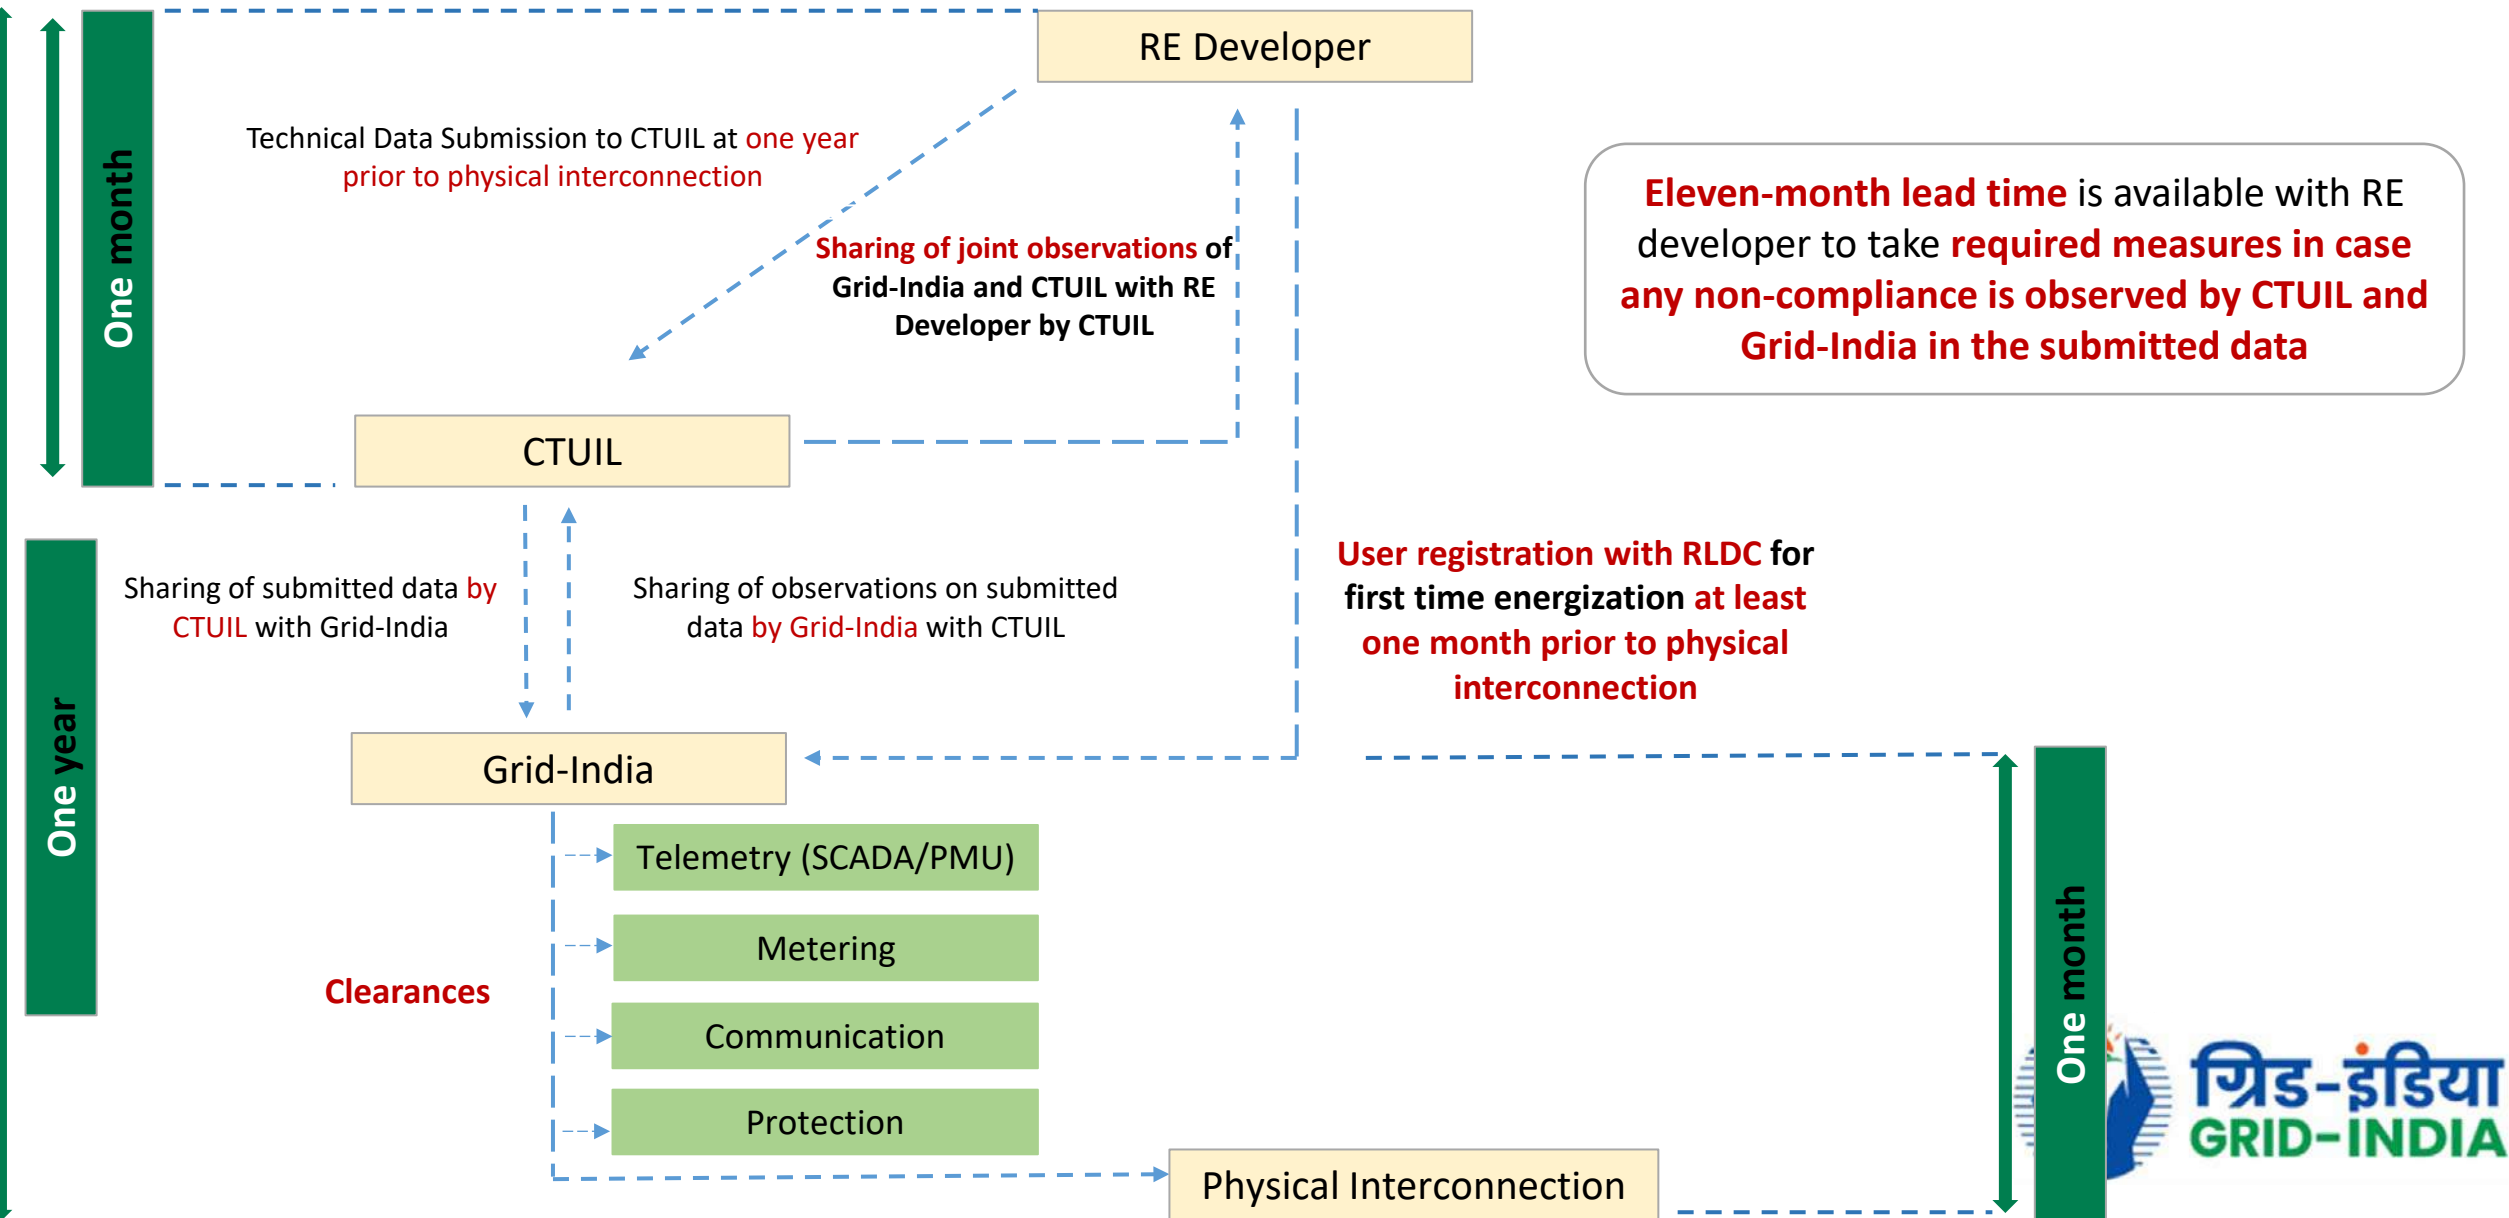 RE Developer
One month
Technical Data Submission to CTUIL at one year
prior to physical interconnection
Eleven-month lead time is available with RE
developer to take required measures in case
any non-compliance is observed by CTUIL and
Grid-India in the submitted data
Sharing of joint observations of
Grid-India and CTUIL with RE
Developer by CTUIL
CTUIL
One year
Sharing of submitted data by
CTUIL with Grid-India
Sharing of observations on submitted
data by Grid-India with CTUIL
User registration with RLDC for
first time energization at least
one month prior to physical
interconnection
Grid-India
Telemetry (SCADA/PMU)
Metering
Clearances
Communication
Protection
One month
Physical Interconnection
ग्रिड-इंडिया
GRID-INDIA